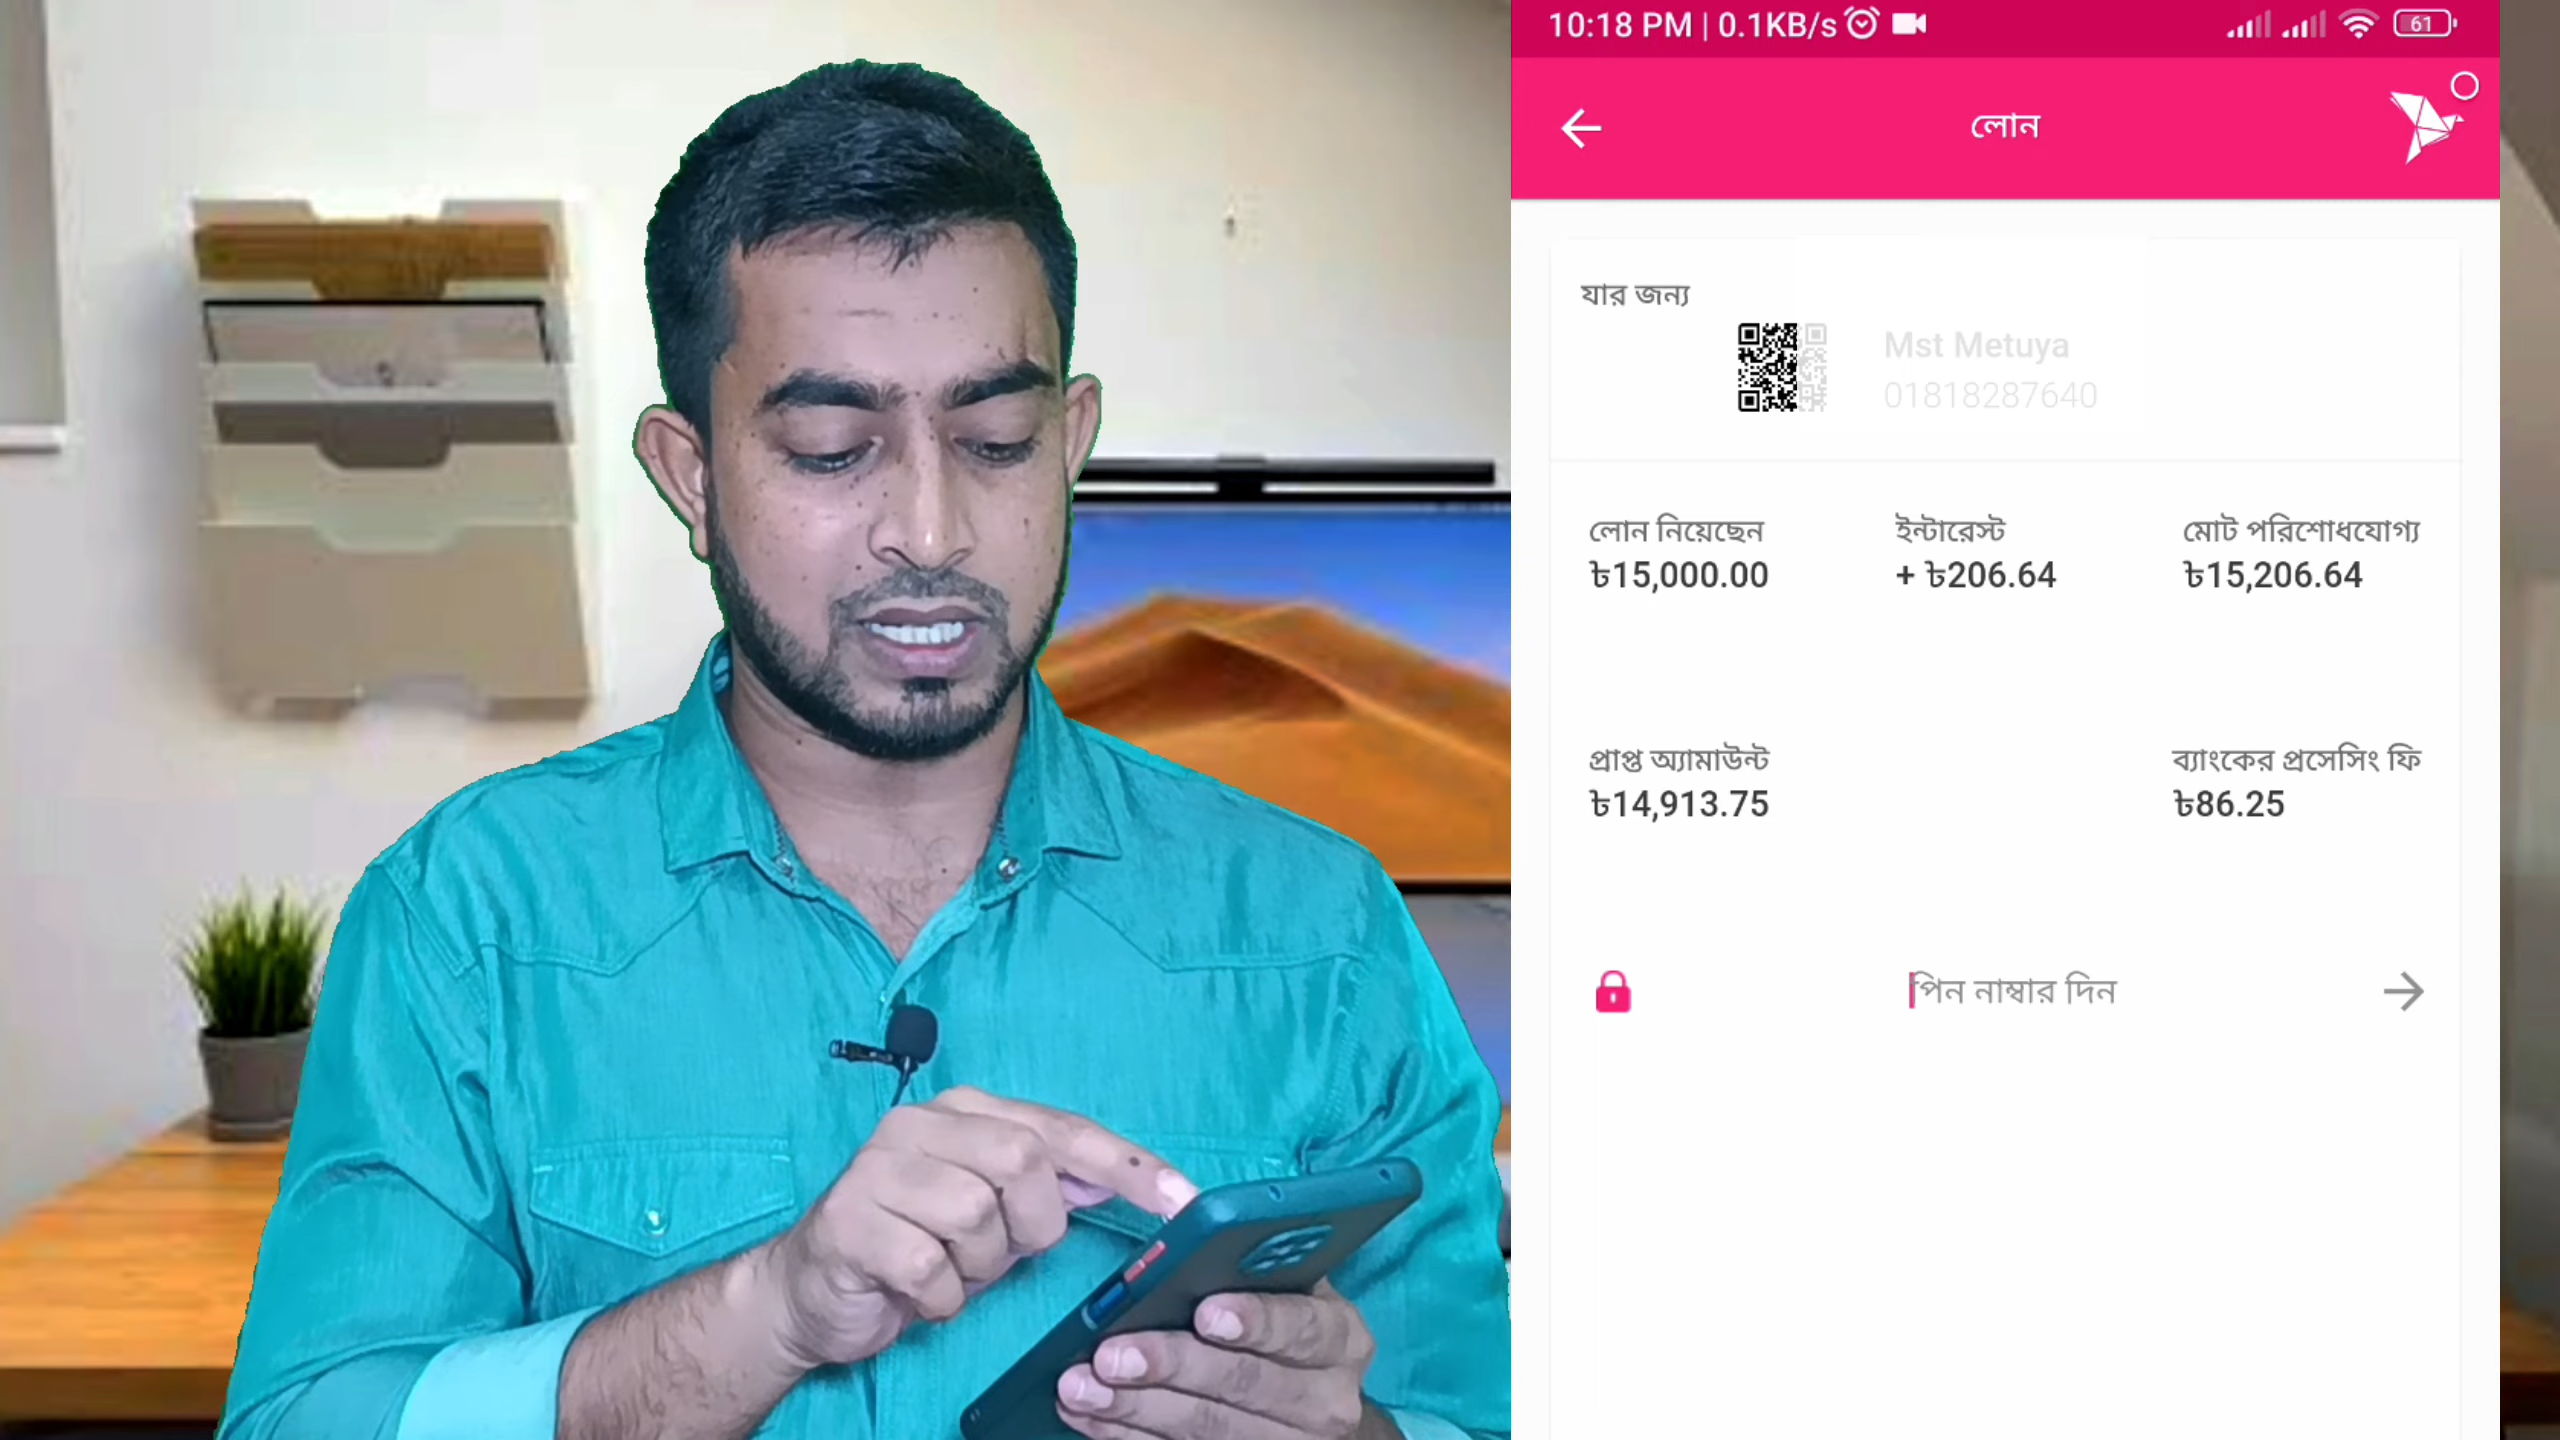 10:18 PM | 0.1KB/s
61
লোন
যার জন্য
Mst Metuya
01818287640
লোন নিয়েছেন ইন্টারেস্ট মোট পরিশোধযোগ্য
৳15,000.00 + ৳206.64 ৳15,206.64
প্রাপ্ত অ্যামাউন্ট ব্যাংকের প্রসেসিং ফি
৳14,913.75 ৳86.25
পিন নাম্বার দিন